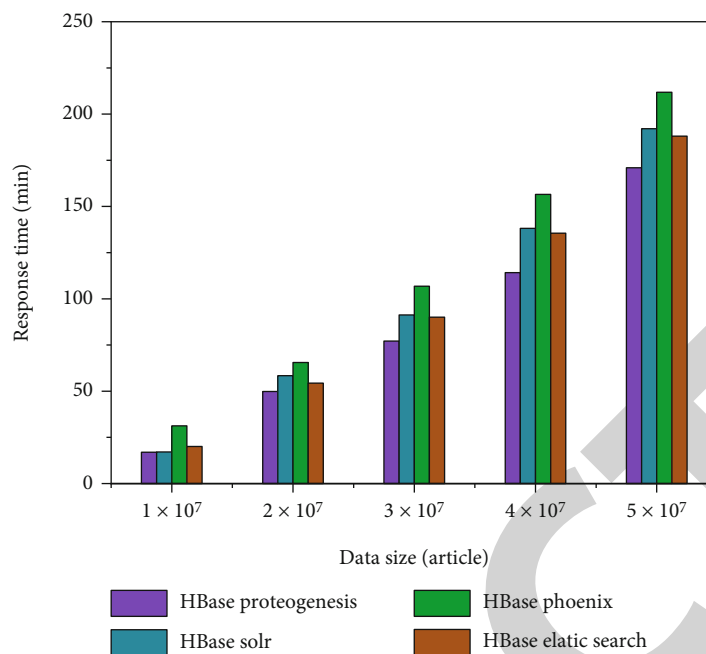 250
200
150
100
50
0
Response time (min)
1 × 10⁷ 2 × 10⁷ 3 × 10⁷ 4 × 10⁷ 5 × 10⁷
Data size (article)
HBase proteogenesis HBase phoenix
HBase solr HBase elatic search